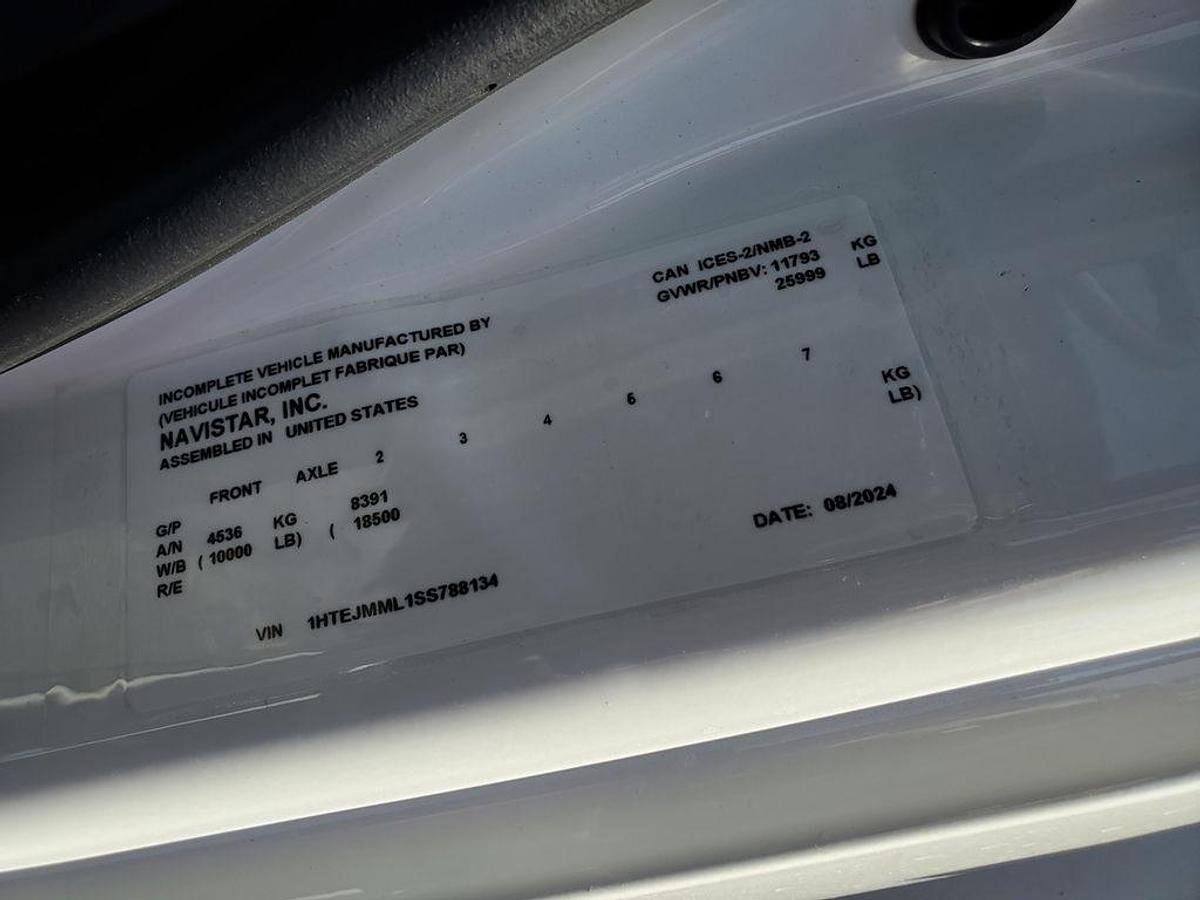 CAN ICES-2/NMB-2
GVWR/PNBV: 11793 KG
25999 LB
INCOMPLETE VEHICLE MANUFACTURED BY
(VEHICULE INCOMPLET FABRIQUE PAR)
NAVISTAR, INC.
ASSEMBLED IN UNITED STATES
FRONT AXLE 2 3 4 5 6 7
G/P
A/N 4536 KG 8391 KG
W/B ( 10000 LB) ( 18500 LB)
R/E
DATE: 08/2024
VIN 1HTEJMML1SS788134